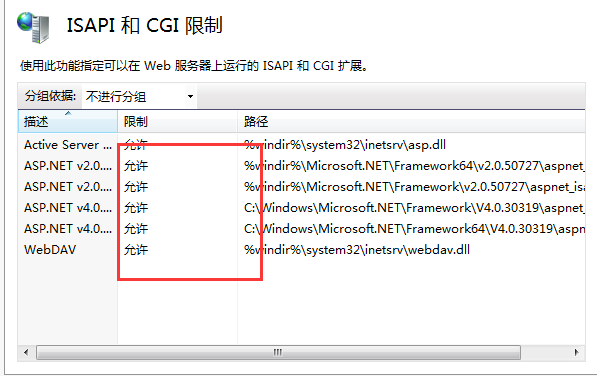 ISAPI 和 CGI 限制
使用此功能指定可以在 Web 服务器上运行的 ISAPI 和 CGI 扩展。
分组依据: 不进行分组
描述 限制 路径
Active Server ... 允许 %windir%\system32\inetsrv\asp.dll
ASP.NET v2.0.... 允许 %windir%\Microsoft.NET\Framework64\v2.0.50727\aspnet_
ASP.NET v2.0.... 允许 %windir%\Microsoft.NET\Framework\v2.0.50727\aspnet_isa
ASP.NET v4.0.... 允许 C:\Windows\Microsoft.NET\Framework\V4.0.30319\aspnet_
ASP.NET v4.0.... 允许 C:\Windows\Microsoft.NET\Framework64\V4.0.30319\aspn
WebDAV 允许 %windir%\system32\inetsrv\webdav.dll